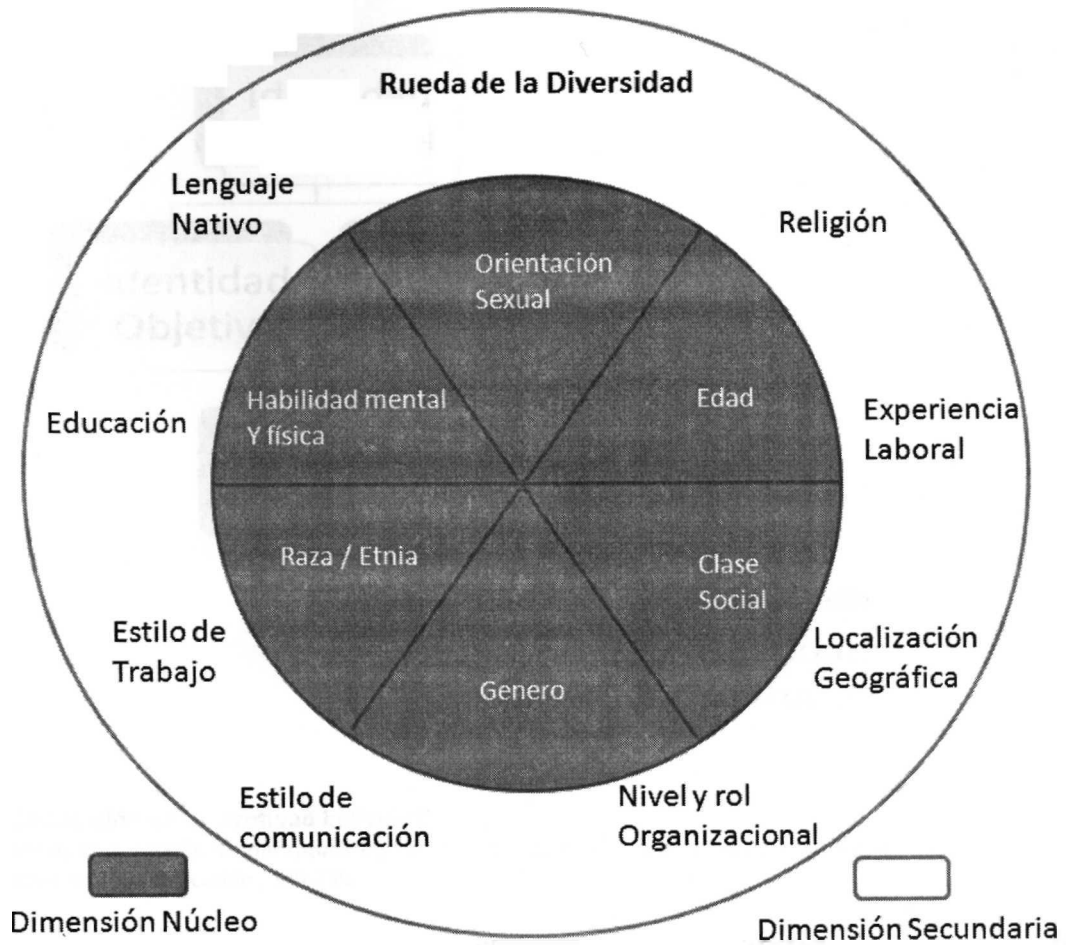 Rueda de la Diversidad
Lenguaje
Nativo
Religión
Orientación
Sexual
Habilidad mental
Y física
Edad
Educación
Experiencia
Laboral
Raza / Etnia
Clase
Social
Estilo de
Trabajo
Localización
Geográfica
Genero
Estilo de
comunicación
Nivel y rol
Organizacional
Dimensión Núcleo
Dimensión Secundaria